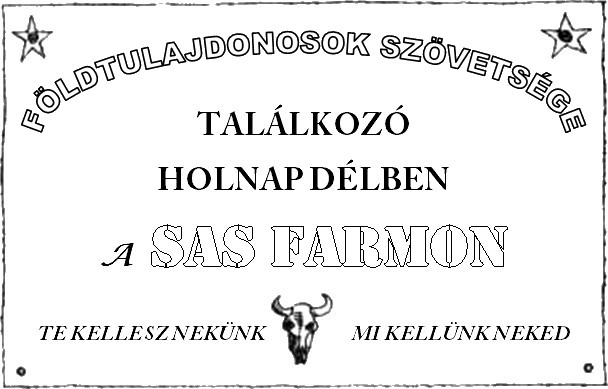 FÖLDTULAJDONOSOK SZÖVETSÉGE
TALÁLKOZÓ
HOLNAP DÉLBEN
A SAS FARMON
TE KELLESZ NEKÜNK MI KELLÜNK NEKED